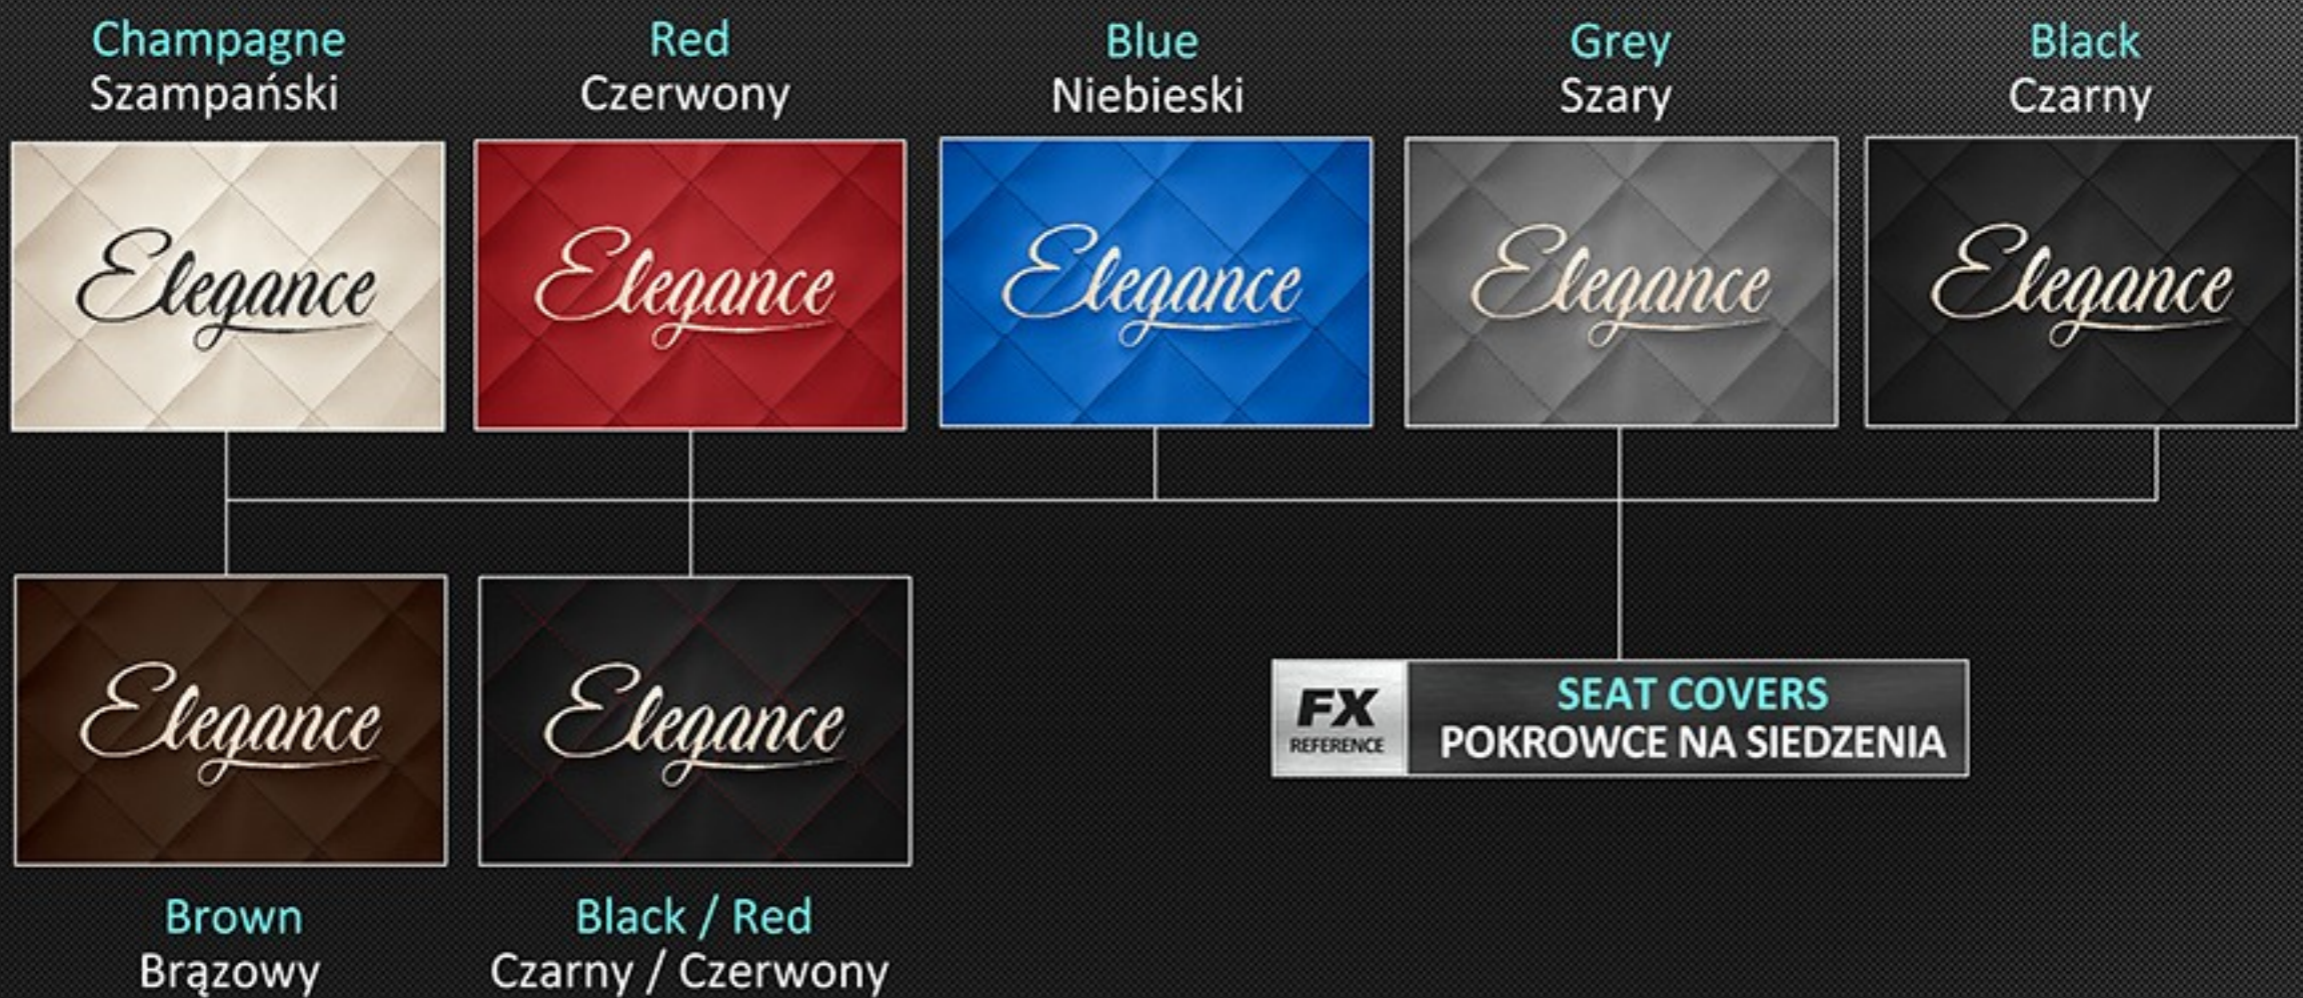 Champagne
Szampański
Red
Czerwony
Blue
Niebieski
Grey
Szary
Black
Czarny
Elegance
Elegance
Elegance
Elegance
Elegance
Elegance
Elegance
Brown
Brązowy
Black / Red
Czarny / Czerwony
FX
REFERENCE
SEAT COVERS
POKROWCE NA SIEDZENIA